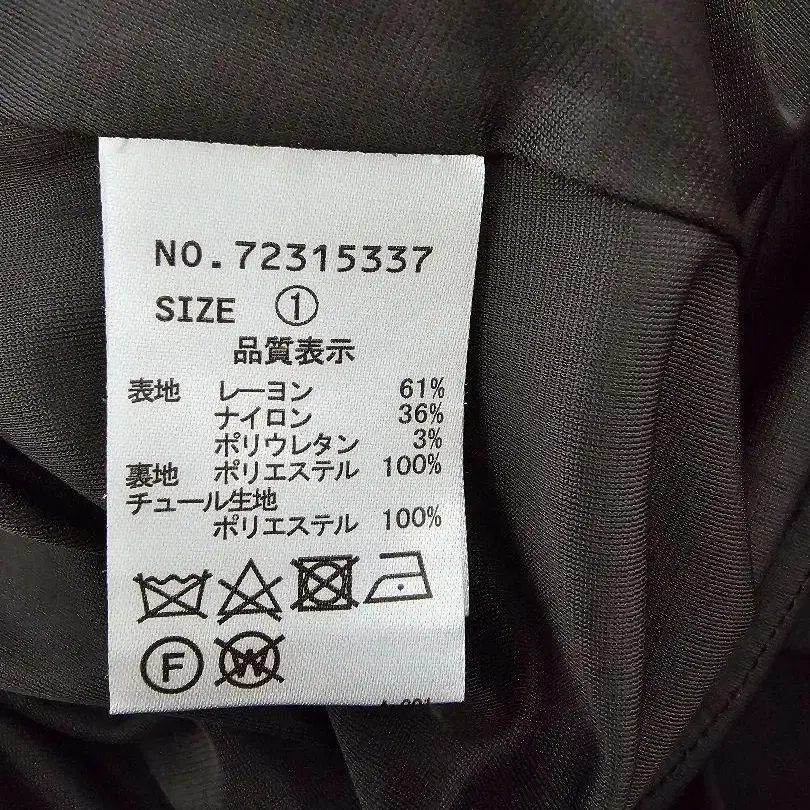 NO.72315337
SIZE ①
品質表示
表地 レーヨン 61%
ナイロン 36%
ポリウレタン 3%
裏地 ポリエステル 100%
チュール生地
ポリエステル 100%
F W